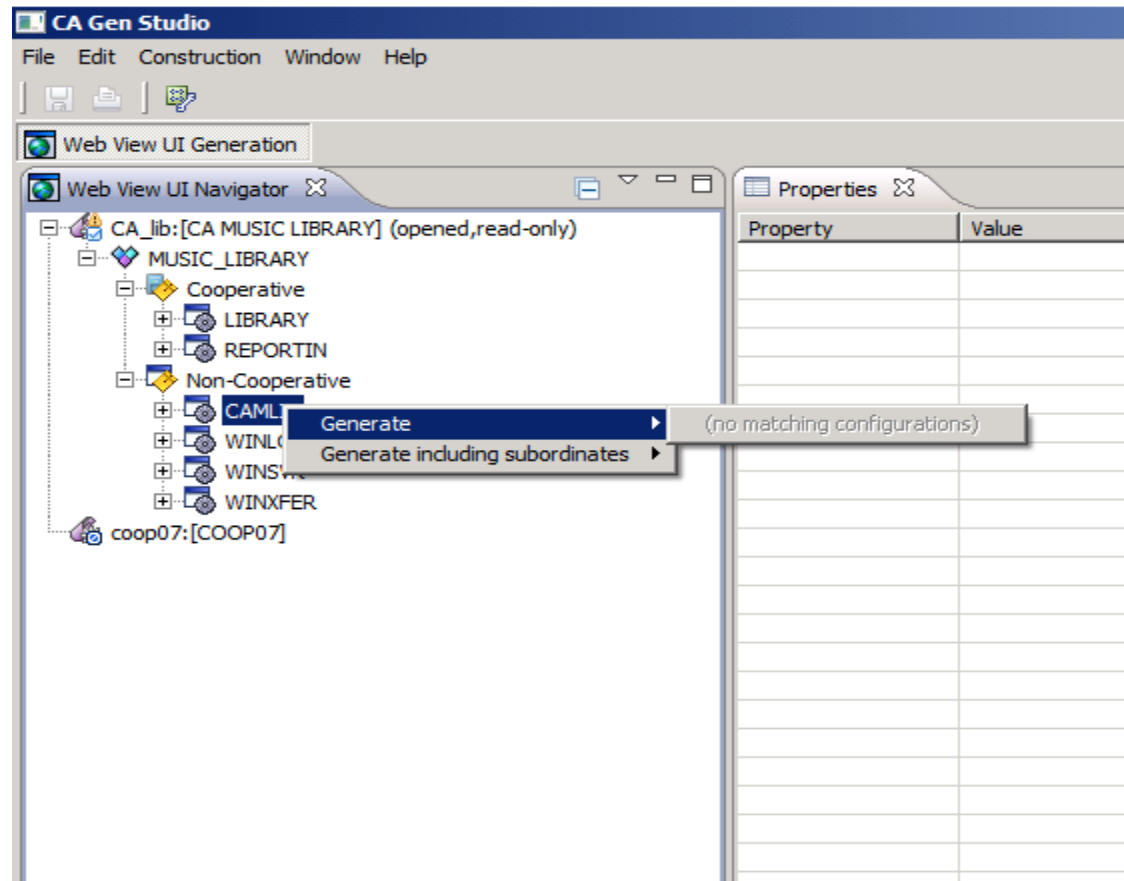 CA Gen Studio
File Edit Construction Window Help
Web View UI Generation
Web View UI Navigator
Properties
CA_lib:[CA MUSIC LIBRARY] (opened,read-only)
Property Value
MUSIC_LIBRARY
Cooperative
LIBRARY
REPORTIN
Non-Cooperative
Generate
(no matching configurations)
Generate including subordinates
WINXFER
coop07:[COOP07]